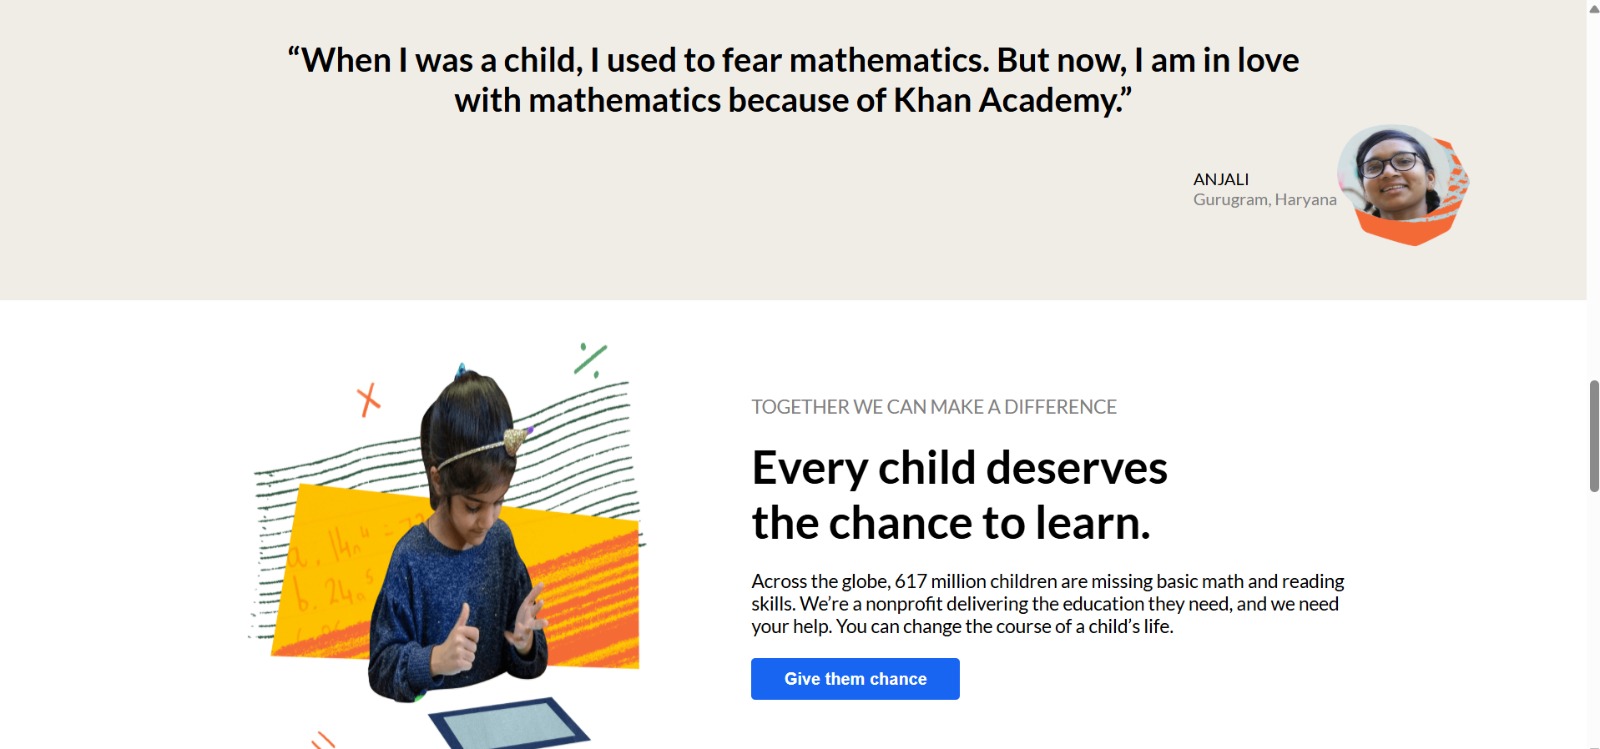 “When I was a child, I used to fear mathematics. But now, I am in love
with mathematics because of Khan Academy.”
ANJALI
Gurugram, Haryana
TOGETHER WE CAN MAKE A DIFFERENCE
Every child deserves
the chance to learn.
Across the globe, 617 million children are missing basic math and reading
skills. We’re a nonprofit delivering the education they need, and we need
your help. You can change the course of a child’s life.
Give them chance